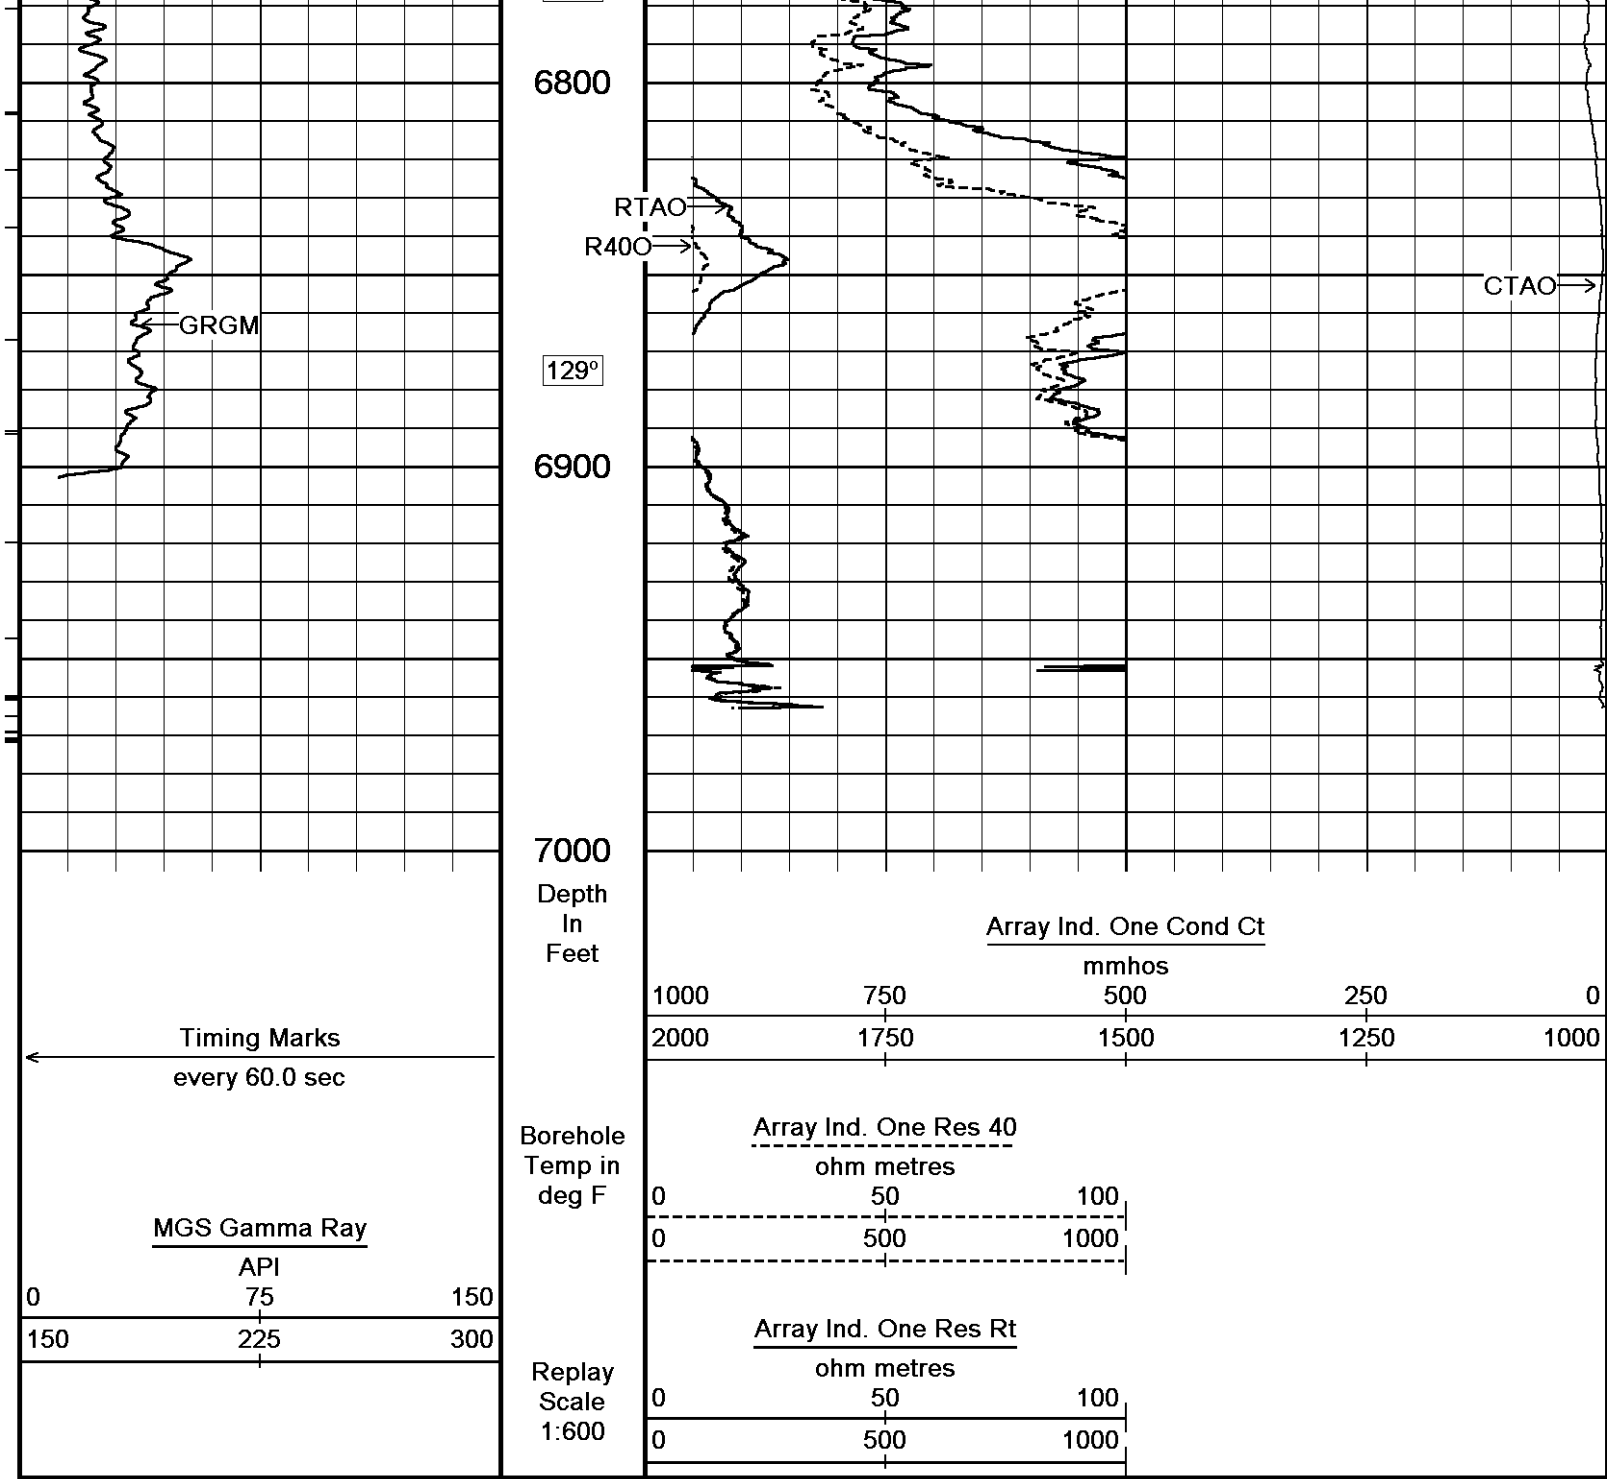 6800
RTAO
R40O
CTAO
GRGM
129°
6900
7000
Depth
In
Feet
Array Ind. One Cond Ct
mmhos
1000 750 500 250 0
2000 1750 1500 1250 1000
Timing Marks
every 60.0 sec
Borehole
Temp in
deg F
Array Ind. One Res 40
ohm metres
0 50 100
0 500 1000
MGS Gamma Ray
API
0 75 150
150 225 300
Array Ind. One Res Rt
ohm metres
0 50 100
0 500 1000
Replay
Scale
1:600